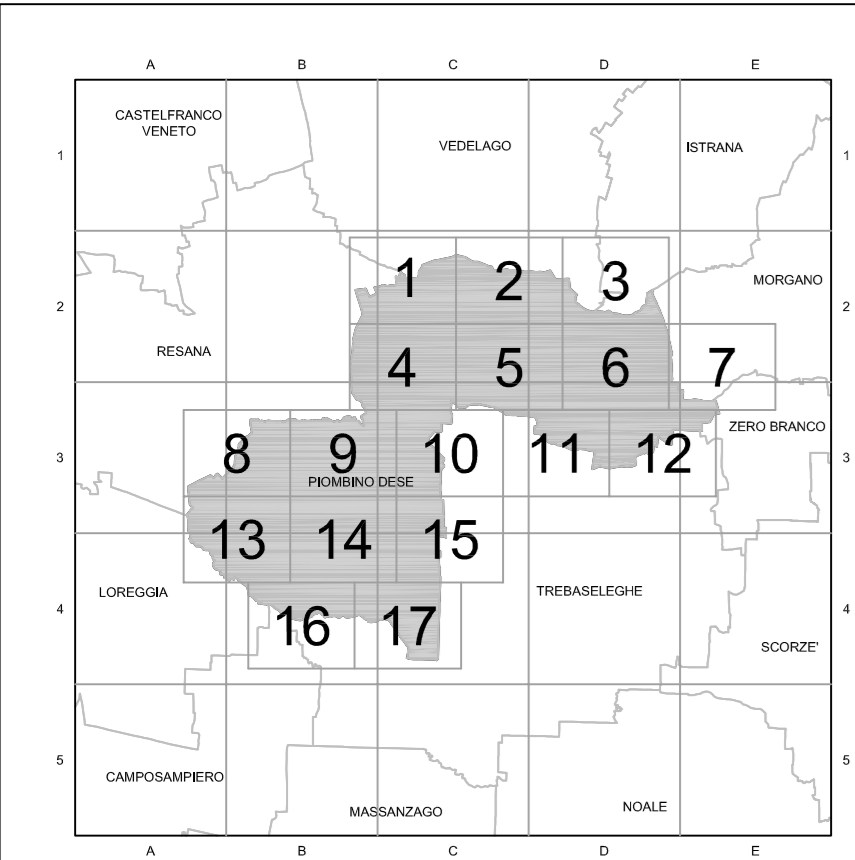 A B C D E
CASTELFRANCO
VENETO
1 VEDELAGO ISTRANA 1
1 2 3
MORGANO
2 2
RESANA
4 5 6 7
ZERO BRANCO
3 8 9 10 11 12 3
PIOMBINO DESE
13 14 15
LOREGGIA TREBASELEGHE
4 4
16 17
SCORZE'
5 5
CAMPOSAMPIERO
MASSANZAGO NOALE
A B C D E